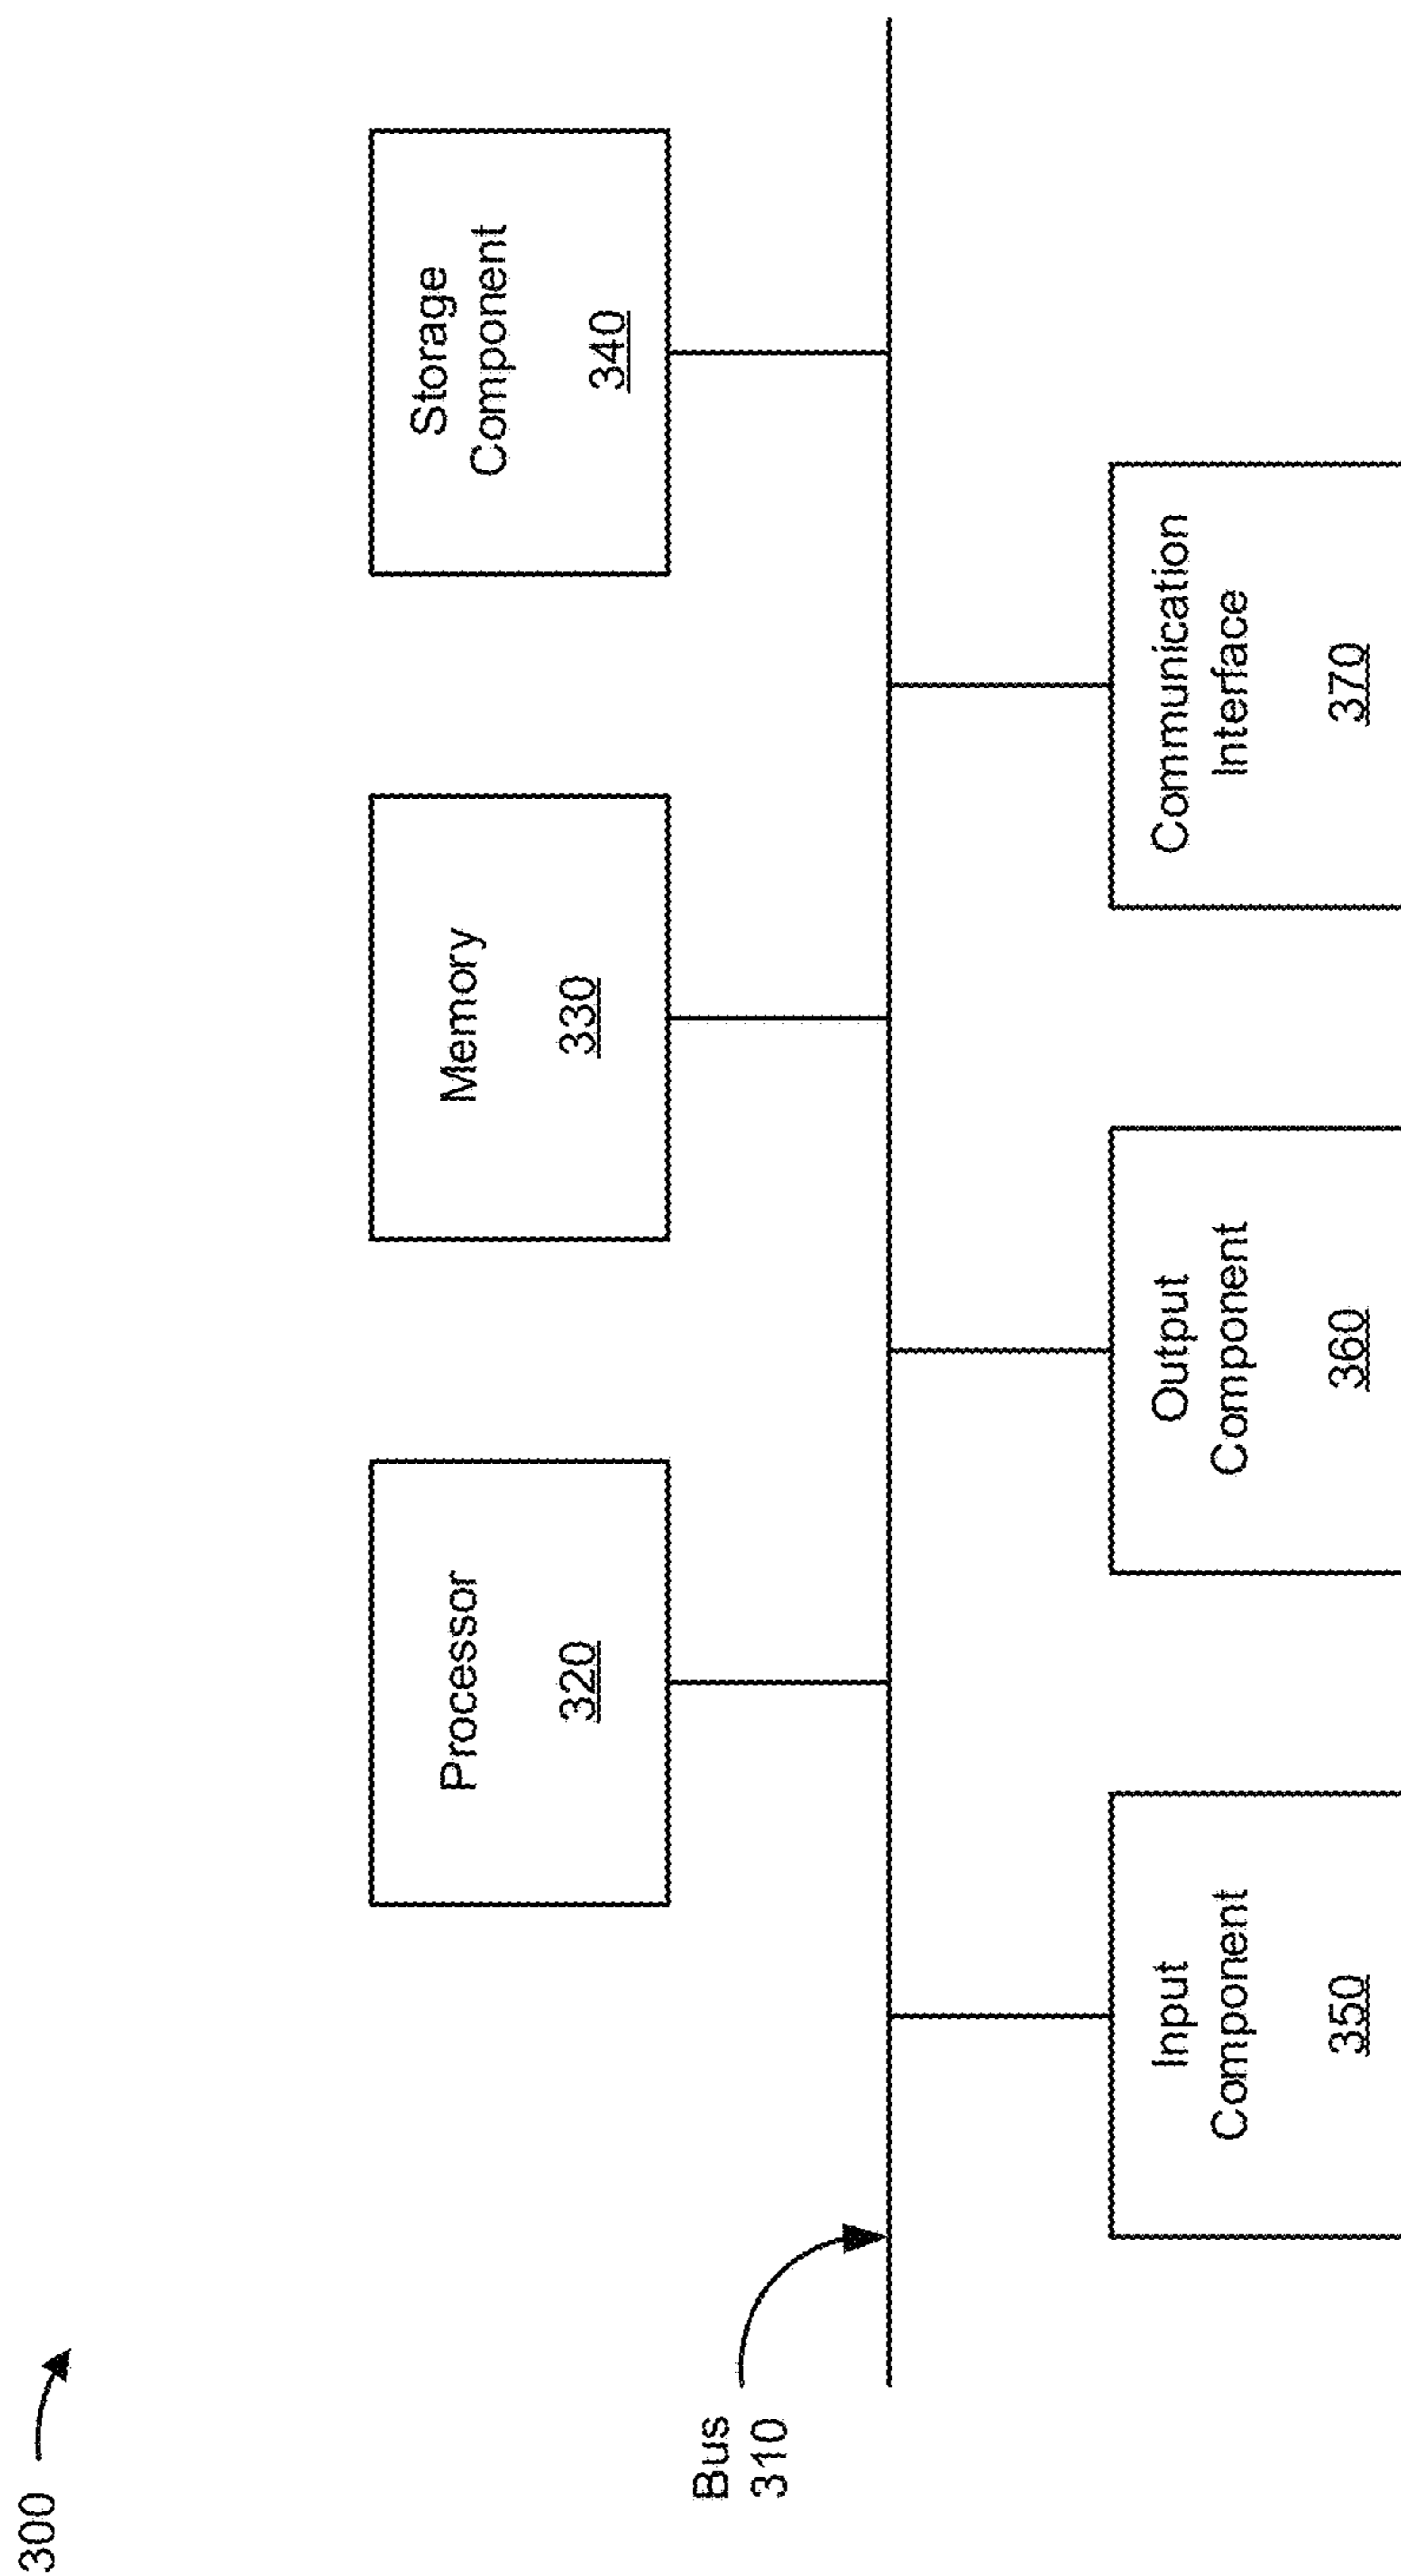 300
Processor
320
Memory
330
Storage
Component
340
Bus
310
Input
Component
350
Output
Component
360
Communication
Interface
370